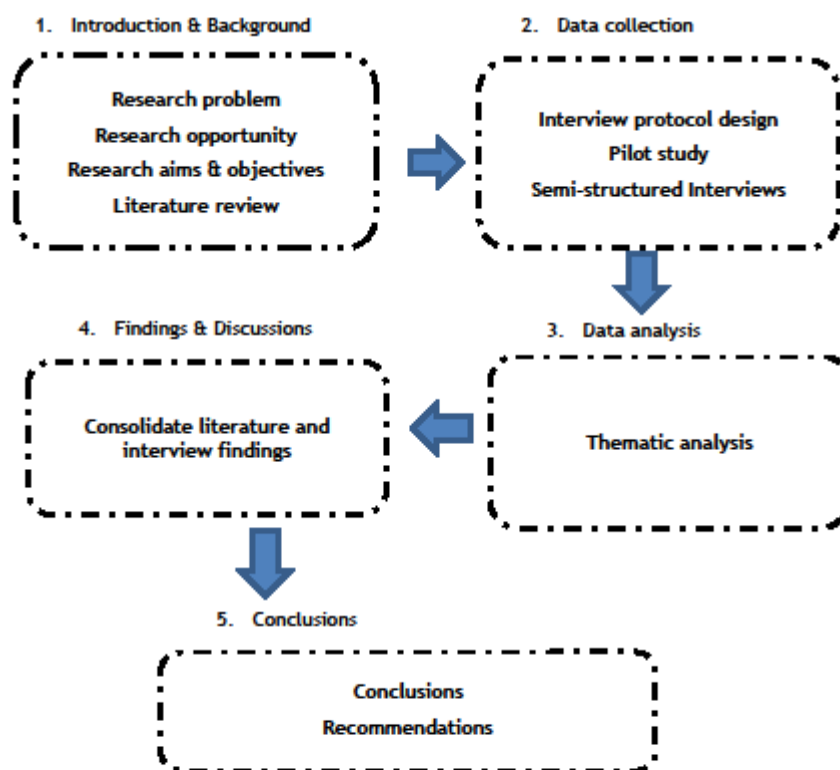 1. Introduction & Background
Research problem
Research opportunity
Research aims & objectives
Literature review
2. Data collection
Interview protocol design
Pilot study
Semi-structured Interviews
3. Data analysis
Thematic analysis
4. Findings & Discussions
Consolidate literature and
interview findings
5. Conclusions
Conclusions
Recommendations